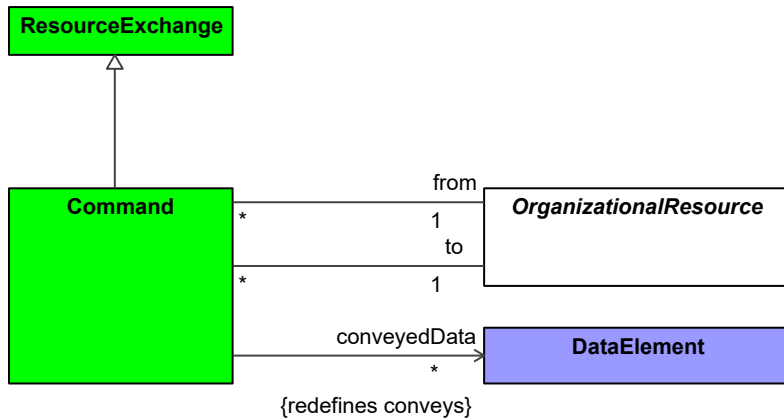 ResourceExchange
Command
from
OrganizationalResource
*
1
to
*
1
conveyedData
DataElement
*
{redefines conveys}